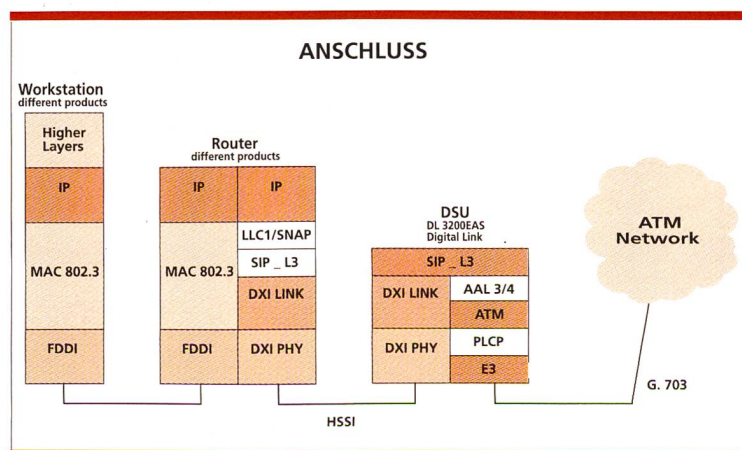 ANSCHLUSS
Workstation
different products
Higher
Layers
IP
MAC 802.3
FDDI
Router
different products
IP
IP
MAC 802.3
LLC1/SNAP
SIP _ L3
DXI LINK
FDDI
DXI PHY
DSU
DL 3200EAS
Digital Link
SIP _ L3
DXI LINK
AAL 3/4
ATM
DXI PHY
PLCP
E3
ATM
Network
HSSI
G. 703